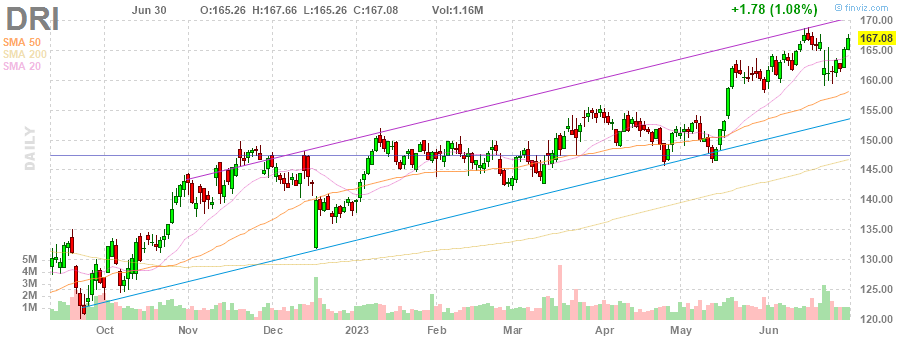 DRI Jun 30 O:165.26 H:167.66 L:165.26 C:167.08 Vol:1.16M +1.78 (1.08%) © finviz.com
SMA 50
SMA 200
SMA 20
DAILY
170.00
167.08
165.00
160.00
155.00
150.00
145.00
140.00
135.00
130.00
125.00
120.00
5M
4M
3M
2M
1M
Oct Nov Dec 2023 Feb Mar Apr May Jun